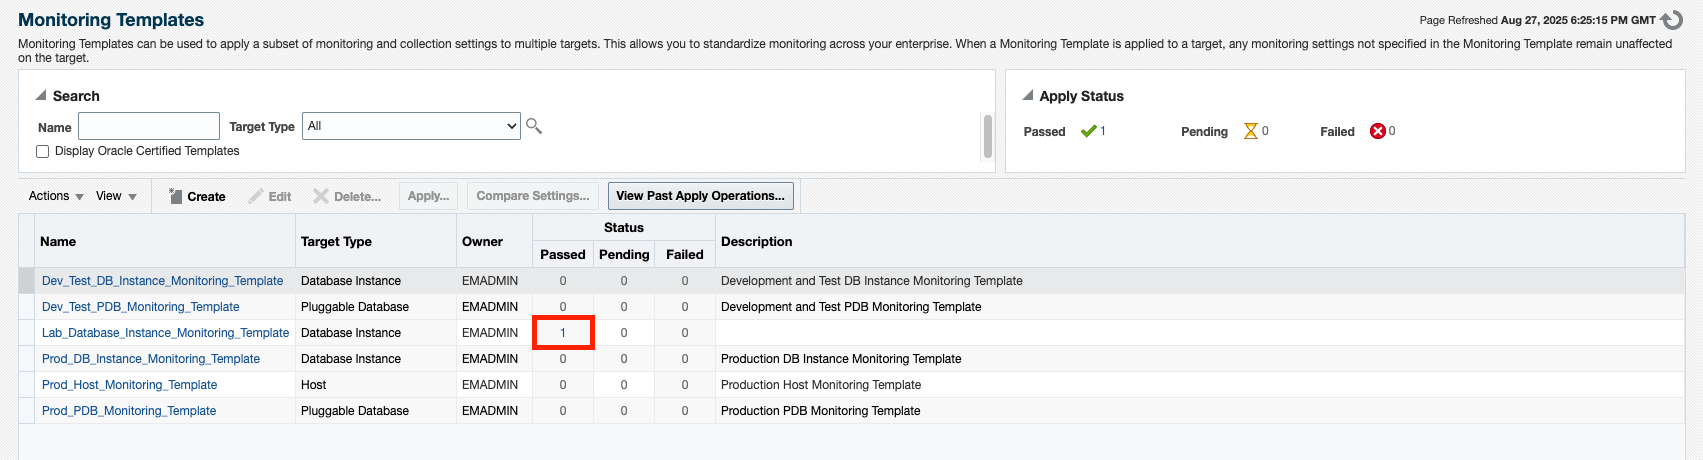 Monitoring Templates
Page Refreshed Aug 27, 2025 6:25:15 PM GMT
Monitoring Templates can be used to apply a subset of monitoring and collection settings to multiple targets. This allows you to standardize monitoring across your enterprise. When a Monitoring Template is applied to a target, any monitoring settings not specified in the Monitoring Template remain unaffected
on the target.
Search
Name Target Type All
Display Oracle Certified Templates
Apply Status
Passed 1 Pending 0 Failed 0
Actions View Create Edit Delete... Apply... Compare Settings... View Past Apply Operations...
Name Target Type Owner Status Description
Passed Pending Failed
Dev_Test_DB_Instance_Monitoring_Template Database Instance EMADMIN 0 0 0 Development and Test DB Instance Monitoring Template
Dev_Test_PDB_Monitoring_Template Pluggable Database EMADMIN 0 0 0 Development and Test PDB Monitoring Template
Lab_Database_Instance_Monitoring_Template Database Instance EMADMIN 1 0 0
Prod_DB_Instance_Monitoring_Template Database Instance EMADMIN 0 0 0 Production DB Instance Monitoring Template
Prod_Host_Monitoring_Template Host EMADMIN 0 0 0 Production Host Monitoring Template
Prod_PDB_Monitoring_Template Pluggable Database EMADMIN 0 0 0 Production PDB Monitoring Template